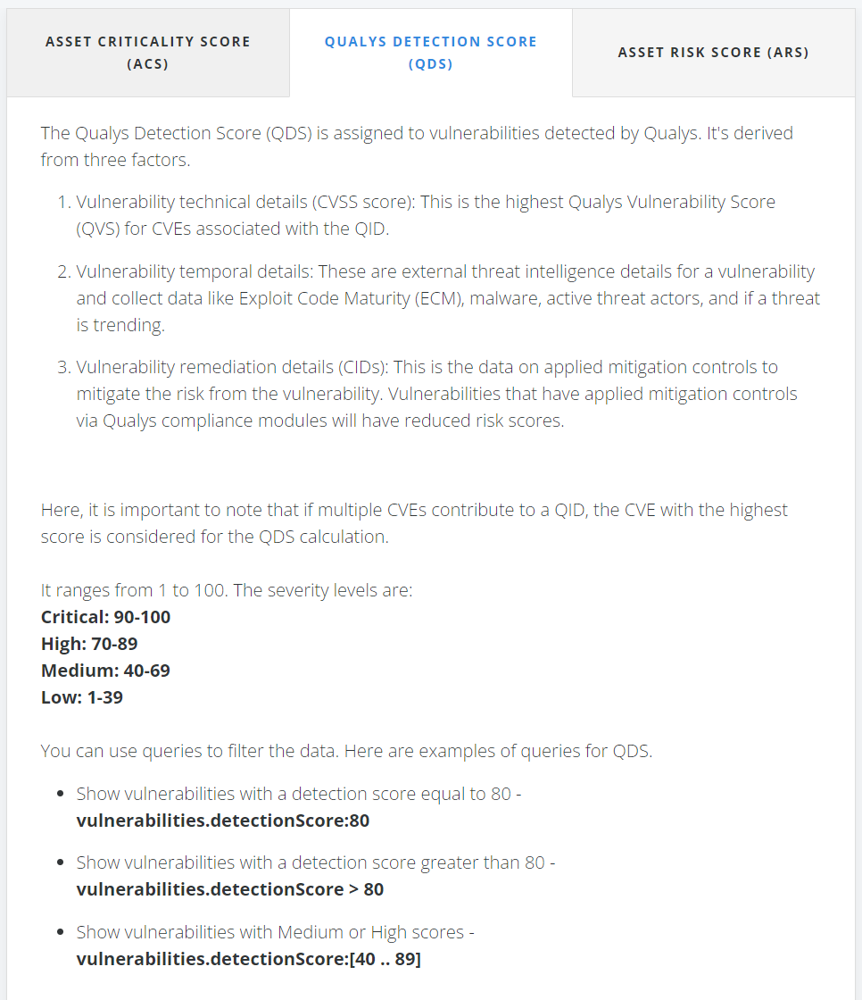 ASSET CRITICALITY SCORE
(ACS)
QUALYS DETECTION SCORE
(QDS)
ASSET RISK SCORE (ARS)
The Qualys Detection Score (QDS) is assigned to vulnerabilities detected by Qualys. It's derived
from three factors.
1. Vulnerability technical details (CVSS score): This is the highest Qualys Vulnerability Score
(QVS) for CVEs associated with the QID.
2. Vulnerability temporal details: These are external threat intelligence details for a vulnerability
and collect data like Exploit Code Maturity (ECM), malware, active threat actors, and if a threat
is trending.
3. Vulnerability remediation details (CIDs): This is the data on applied mitigation controls to
mitigate the risk from the vulnerability. Vulnerabilities that have applied mitigation controls
via Qualys compliance modules will have reduced risk scores.
Here, it is important to note that if multiple CVEs contribute to a QID, the CVE with the highest
score is considered for the QDS calculation.
It ranges from 1 to 100. The severity levels are:
Critical: 90-100
High: 70-89
Medium: 40-69
Low: 1-39
You can use queries to filter the data. Here are examples of queries for QDS.
• Show vulnerabilities with a detection score equal to 80 -
vulnerabilities.detectionScore:80
• Show vulnerabilities with a detection score greater than 80 -
vulnerabilities.detectionScore > 80
• Show vulnerabilities with Medium or High scores -
vulnerabilities.detectionScore:[40 .. 89]